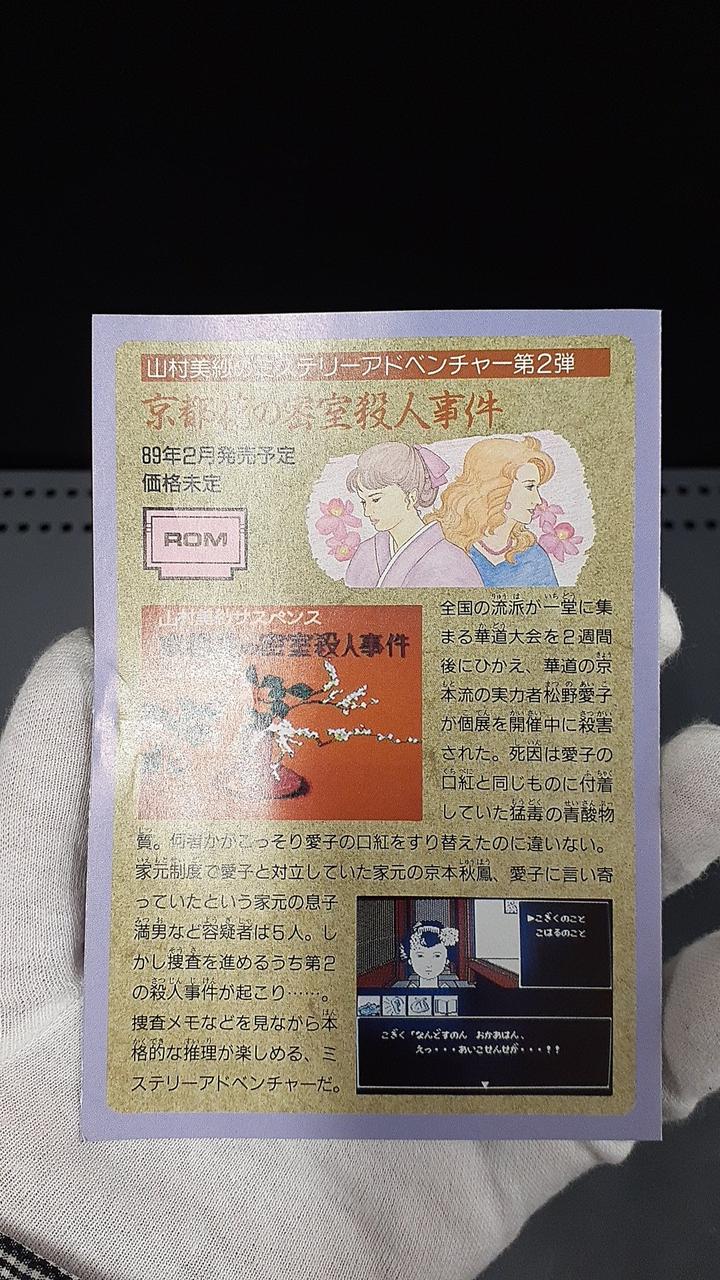 山村美紗のミステリーアドベンチャー第2弾
京都花の密室殺人事件
89年2月発売予定
価格未定
ROM
山村美紗サスペンス
京都花の密室殺人事件
全国の流派が一堂に集
まる華道大会を2週間
後にひかえ、華道の京
本流の実力者松野愛子
が個展を開催中に殺害
された。死因は愛子の
口紅と同じものに付着
していた猛毒の青酸物
質。何者かがこっそり愛子の口紅をすり替えたのに違いない。
家元制度で愛子と対立していた家元の京本秋鳳、愛子に言い寄
っていたという家元の息子
満男など容疑者は5人。し
かし捜査を進めるうち第2
の殺人事件が起こり……。
捜査メモなどを見ながら本
格的な推理が楽しめる、ミ
ステリーアドベンチャーだ。
▶こぎくのこと
こはるのこと
こぎく「なんどすのん おかあはん、
えっ・・・あいこせんせが・・・？？